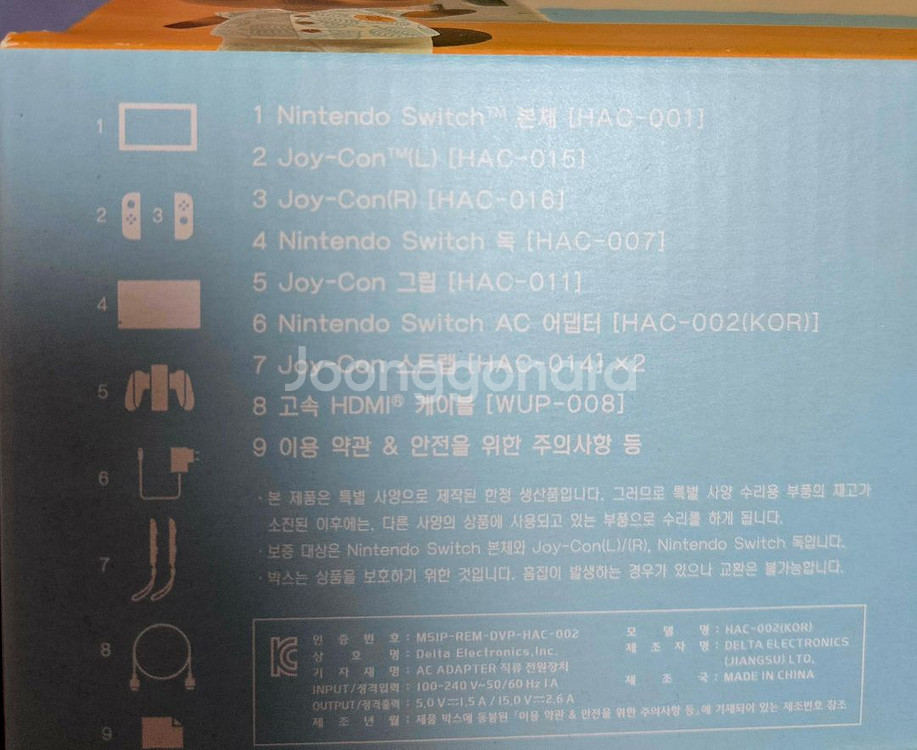 1 Nintendo Switch™ 본체 [HAC-001]
2 Joy-Con™(L) [HAC-015]
3 Joy-Con(R) [HAC-016]
4 Nintendo Switch 독 [HAC-007]
5 Joy-Con 그립 [HAC-011]
6 Nintendo Switch AC 어댑터 [HAC-002(KOR)]
7 Joy-Con 스트랩 [HAC-014] ×2
Joonggonara
8 고속 HDMI® 케이블 [WUP-008]
9 이용 약관 & 안전을 위한 주의사항 등
1
2 3
4
5
6
7
8
9
· 본 제품은 특별 사양으로 제작된 한정 생산품입니다. 그러므로 특별 사양 수리용 부품의 재고가
소진된 이후에는, 다른 사양의 상품에 사용되고 있는 부품으로 수리를 하게 됩니다.
· 보증 대상은 Nintendo Switch 본체와 Joy-Con(L)/(R), Nintendo Switch 독입니다.
· 박스는 상품을 보호하기 위한 것입니다. 흠집이 발생하는 경우가 있으나 교환은 불가능합니다.
인 증 번 호 : MSIP-REM-DVP-HAC-002
상 호 명 : Delta Electronics,Inc.
기 자 재 명 : AC ADAPTER 직류 전원장치
INPUT/정격입력 : 100-240 V~50/60 Hz 1 A
OUTPUT/정격출력 : 5.0 V⎓1.5 A / 15.0 V⎓2.6 A
제 조 년 월 : 제품 박스에 동봉된 「이용 약관 & 안전을 위한 주의사항 등」에 기재되어 있는 제조번호 참조
모 델 명 : HAC-002(KOR)
제 조 자 명 : DELTA ELECTRONICS
(JIANGSU) LTD.
제 조 국 : MADE IN CHINA